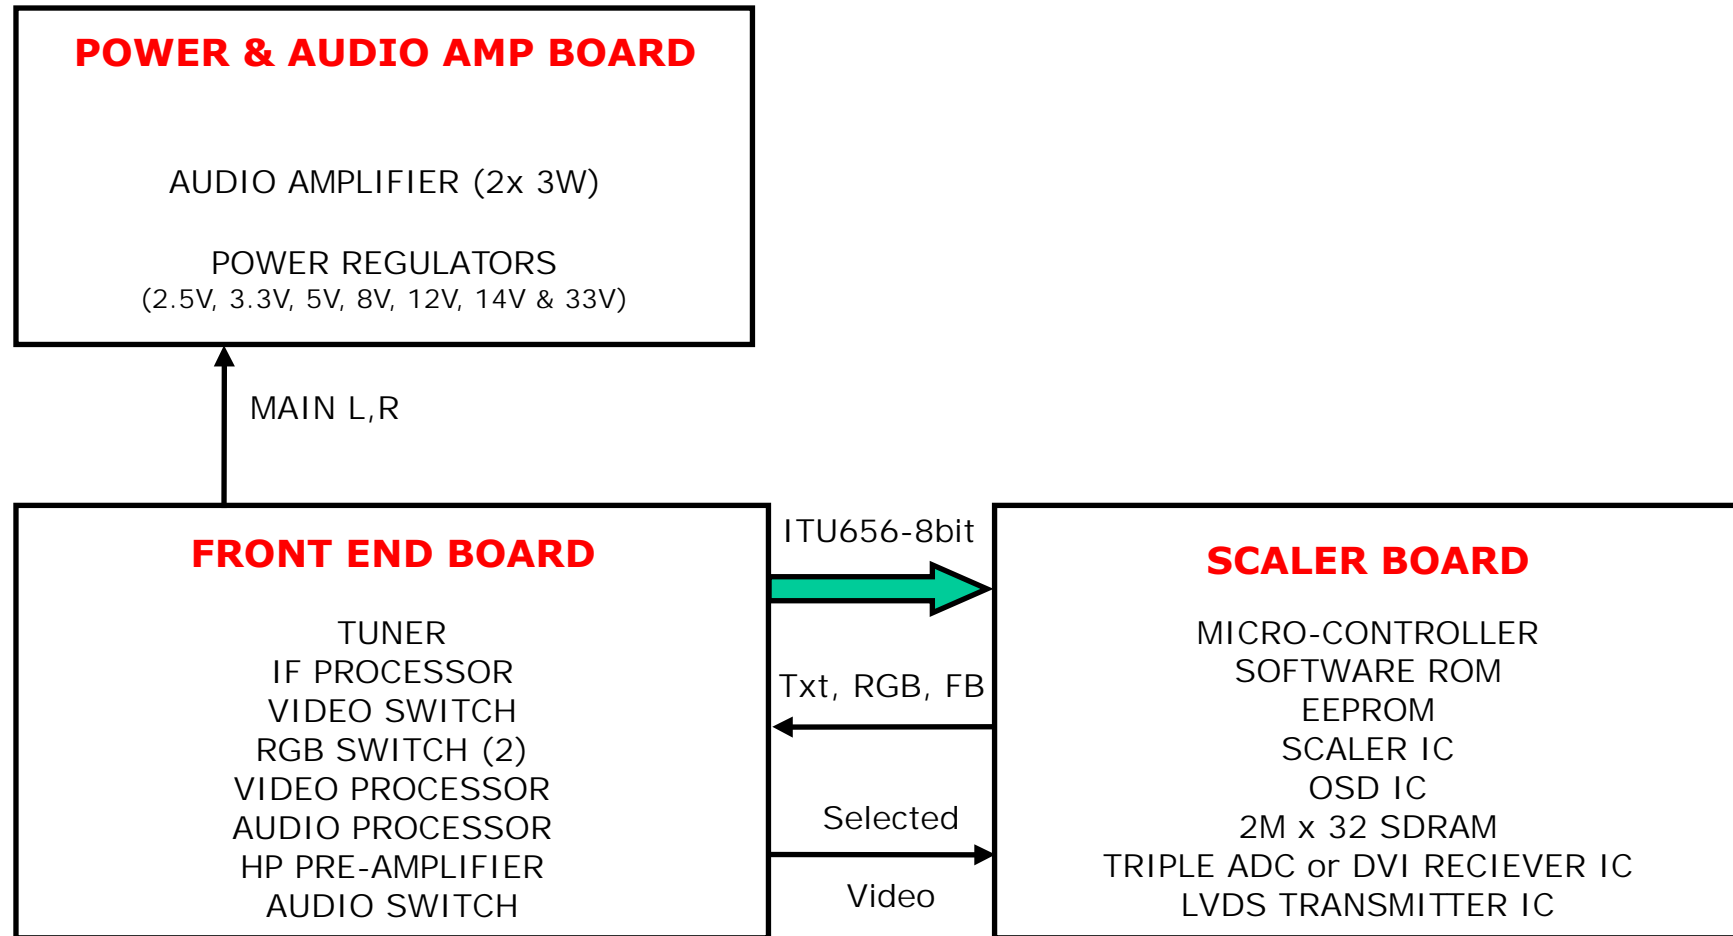 POWER & AUDIO AMP BOARD
AUDIO AMPLIFIER (2x 3W)
POWER REGULATORS
(2.5V, 3.3V, 5V, 8V, 12V, 14V & 33V)
MAIN L,R
FRONT END BOARD
TUNER
IF PROCESSOR
VIDEO SWITCH
RGB SWITCH (2)
VIDEO PROCESSOR
AUDIO PROCESSOR
HP PRE-AMPLIFIER
AUDIO SWITCH
ITU656-8bit
Txt, RGB, FB
Selected
Video
SCALER BOARD
MICRO-CONTROLLER
SOFTWARE ROM
EEPROM
SCALER IC
OSD IC
2M x 32 SDRAM
TRIPLE ADC or DVI RECIEVER IC
LVDS TRANSMITTER IC